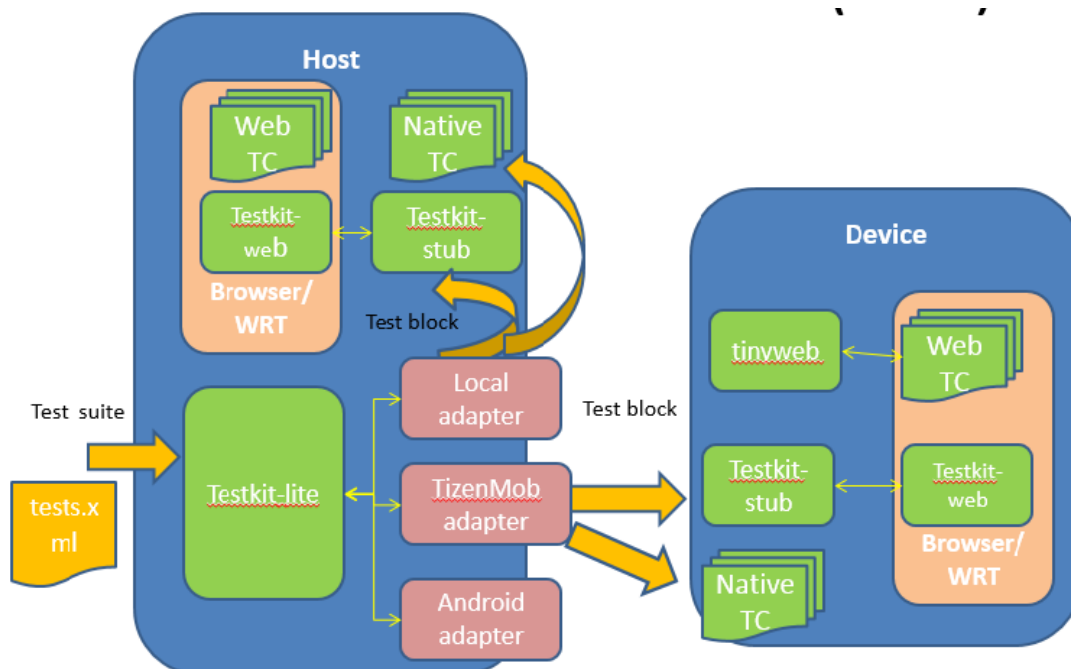 Host
Web
TC
Native
TC
Testkit-
web
Testkit-
stub
Browser/
WRT
Test block
Local
adapter
Test suite
Testkit-lite
TizenMob
adapter
tests.x
ml
Android
adapter
Test block
Device
tinvweb
Web
TC
Testkit-
stub
Testkit-
web
Browser/
WRT
Native
TC